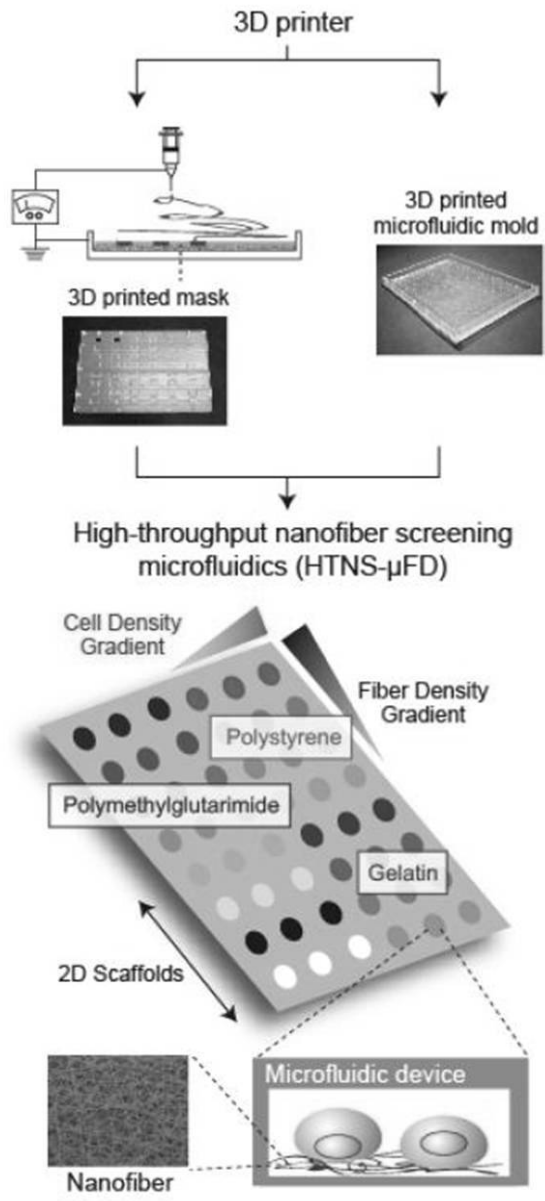 3D printer
3D printed
microfluidic mold
3D printed mask
High-throughput nanofiber screening
microfluidics (HTNS-μFD)
Cell Density
Gradient
Fiber Density
Gradient
Polystyrene
Polymethylglutarimide
Gelatin
2D Scaffolds
Microfluidic device
Nanofiber